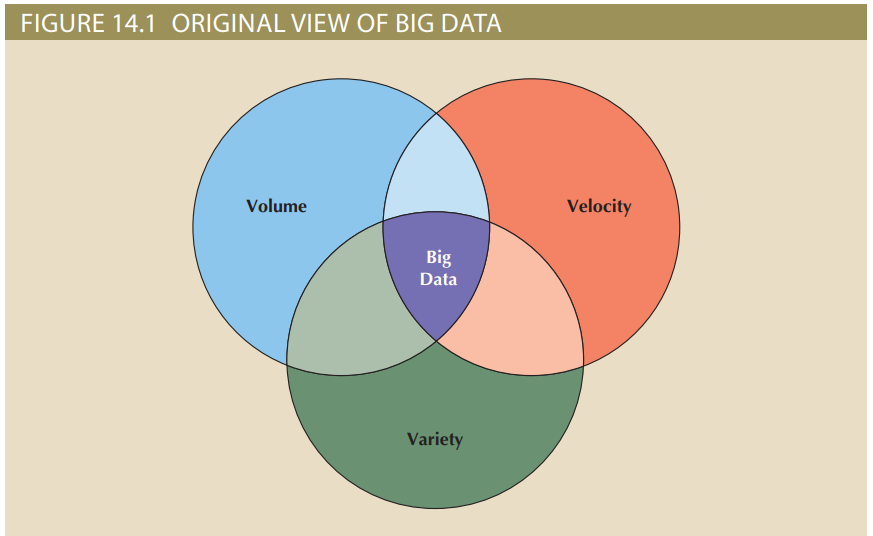 FIGURE 14.1 ORIGINAL VIEW OF BIG DATA
Volume
Velocity
Big
Data
Variety